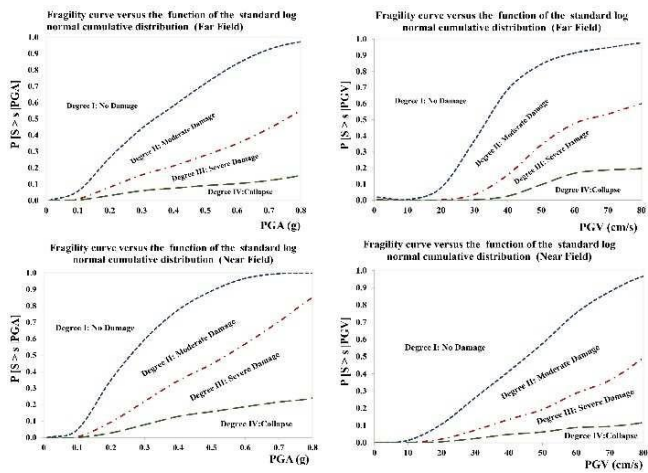 Fragility curve versus the function of the standard log
normal cumulative distribution (Far Field)
P [S > s |PGA]
1.0
0.9
0.8
0.7
0.6
0.5
0.4
0.3
0.2
0.1
0.0
Degree I: No Damage
Degree II: Moderate Damage
Degree III: Severe Damage
Degree IV:Collapse
0 0.1 0.2 0.3 0.4 0.5 0.6 0.7 0.8
PGA (g)
Fragility curve versus the function of the standard log
normal cumulative distribution (Far Field)
P [S > s |PGV]
1.0
0.9
0.8
0.7
0.6
0.5
0.4
0.3
0.2
0.1
0.0
Degree I: No Damage
Degree II: Moderate Damage
Degree III: Severe Damage
Degree IV:Collapse
0 10 20 30 40 50 60 70 80
PGV (cm/s)
Fragility curve versus the function of the standard log
normal cumulative distribution (Near Field)
P [S > s |PGA]
1.0
0.9
0.8
0.7
0.6
0.5
0.4
0.3
0.2
0.1
0.0
Degree I: No Damage
Degree II: Moderate Damage
Degree III: Severe Damage
Degree IV:Collapse
0 0.1 0.2 0.3 0.4 0.5 0.6 0.7 0.8
PGA (g)
Fragility curve versus the function of the standard log
normal cumulative distribution (Near Field)
P [S > s |PGV]
1.0
0.9
0.8
0.7
0.6
0.5
0.4
0.3
0.2
0.1
0.0
Degree I: No Damage
Degree II: Moderate Damage
Degree III: Severe Damage
Degree IV: Collapse
0 10 20 30 40 50 60 70 80
PGV (cm/s)